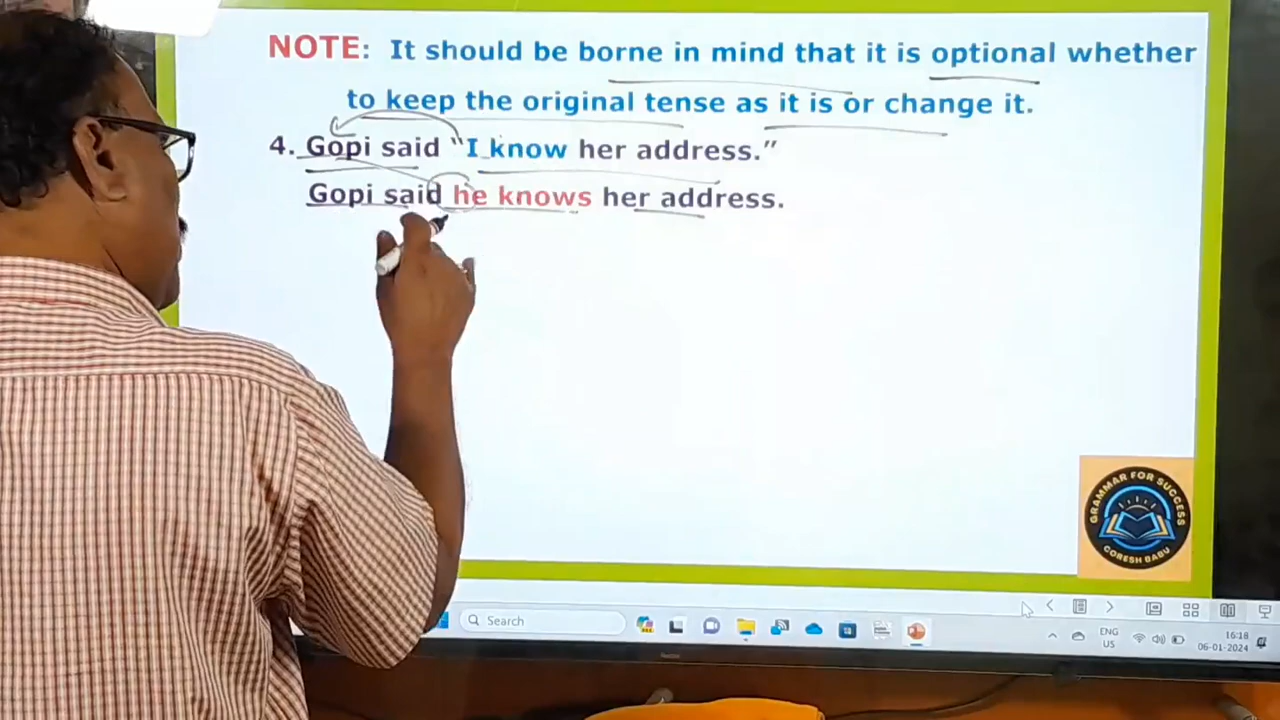 NOTE: It should be borne in mind that it is optional whether
to keep the original tense as it is or change it.
4. Gopi said “I know her address.”
Gopi said he knows her address.
GRAMMAR FOR SUCCESS
CORESH BABU
Search
ENG
US
16:18
06-01-2024